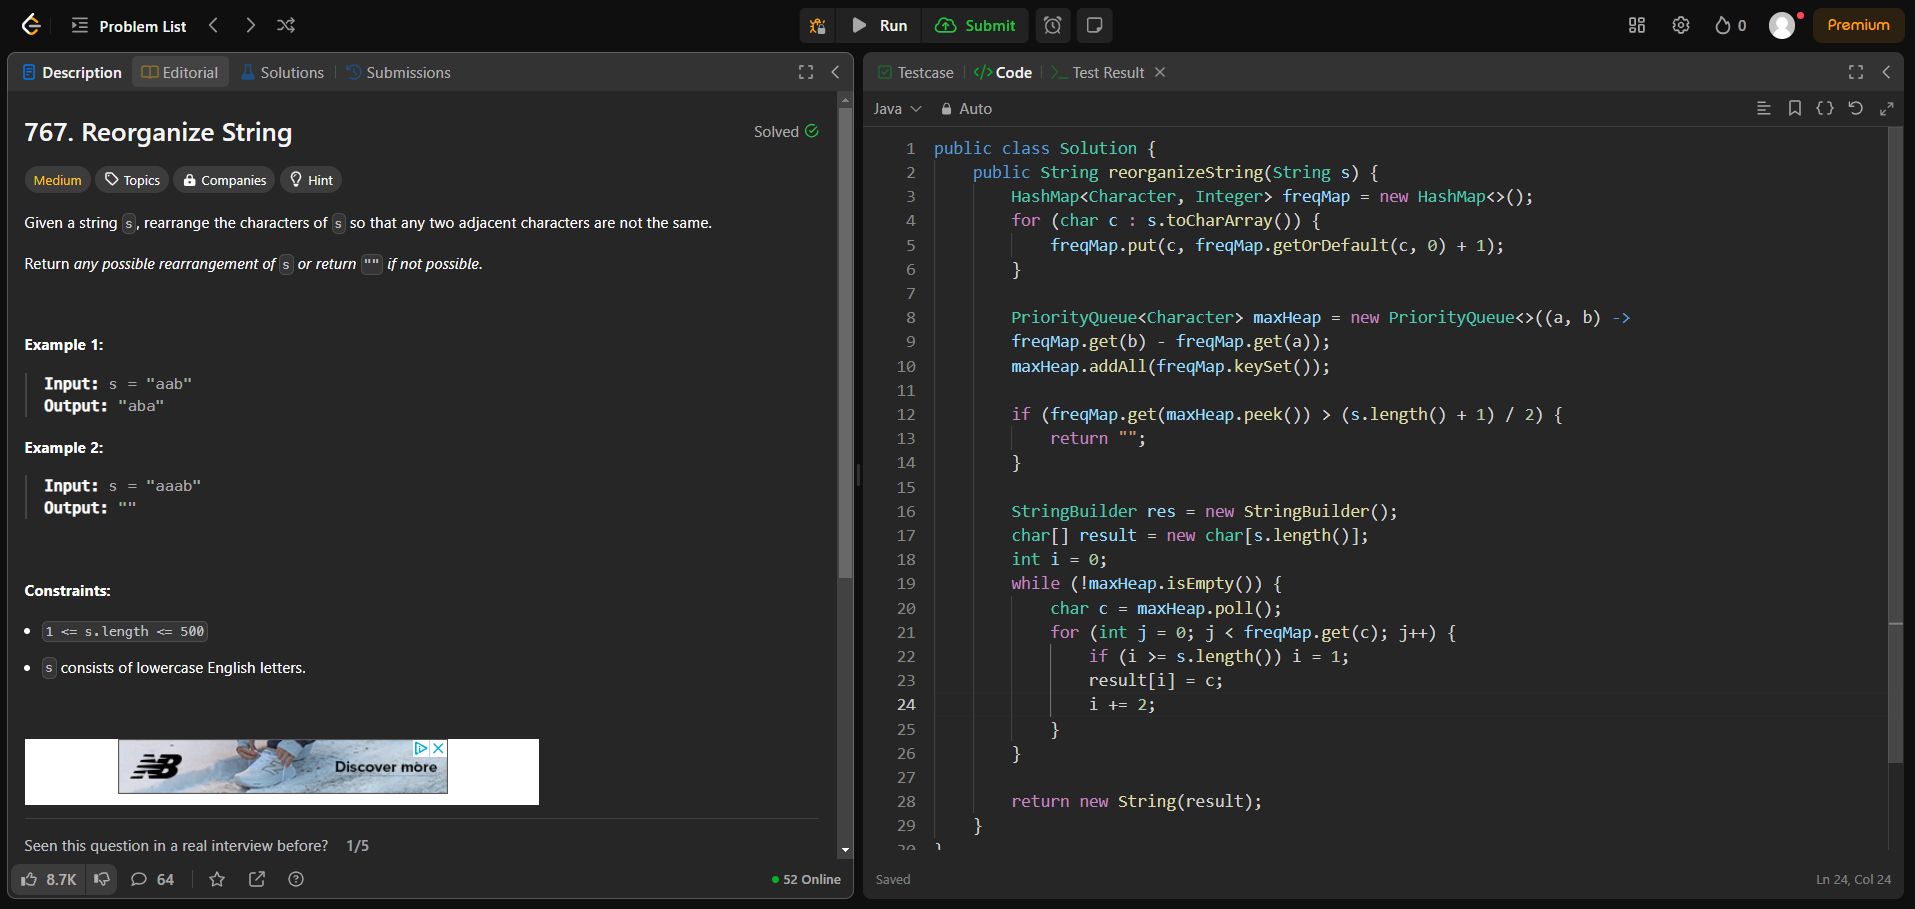 Problem List
Run
Submit
0
Premium
Description
Editorial
Solutions
Submissions
767. Reorganize String
Solved
Medium
Topics
Companies
Hint
Given a string s, rearrange the characters of s so that any two adjacent characters are not the same.
Return any possible rearrangement of s or return "" if not possible.
Example 1:
Input: s = "aab"
Output: "aba"
Example 2:
Input: s = "aaab"
Output: ""
Constraints:
1 <= s.length <= 500
s consists of lowercase English letters.
NB
Discover more
Seen this question in a real interview before? 1/5
8.7K
64
52 Online
Testcase
Code
Test Result
Java
Auto
1 public class Solution {
2 public String reorganizeString(String s) {
3 HashMap<Character, Integer> freqMap = new HashMap<>();
4 for (char c : s.toCharArray()) {
5 freqMap.put(c, freqMap.getOrDefault(c, 0) + 1);
6 }
7
8 PriorityQueue<Character> maxHeap = new PriorityQueue<>((a, b) ->
9 freqMap.get(b) - freqMap.get(a));
10 maxHeap.addAll(freqMap.keySet());
11
12 if (freqMap.get(maxHeap.peek()) > (s.length() + 1) / 2) {
13 return "";
14 }
15
16 StringBuilder res = new StringBuilder();
17 char[] result = new char[s.length()];
18 int i = 0;
19 while (!maxHeap.isEmpty()) {
20 char c = maxHeap.poll();
21 for (int j = 0; j < freqMap.get(c); j++) {
22 if (i >= s.length()) i = 1;
23 result[i] = c;
24 i += 2;
25 }
26 }
27
28 return new String(result);
29 }
30 }
Saved
Ln 24, Col 24